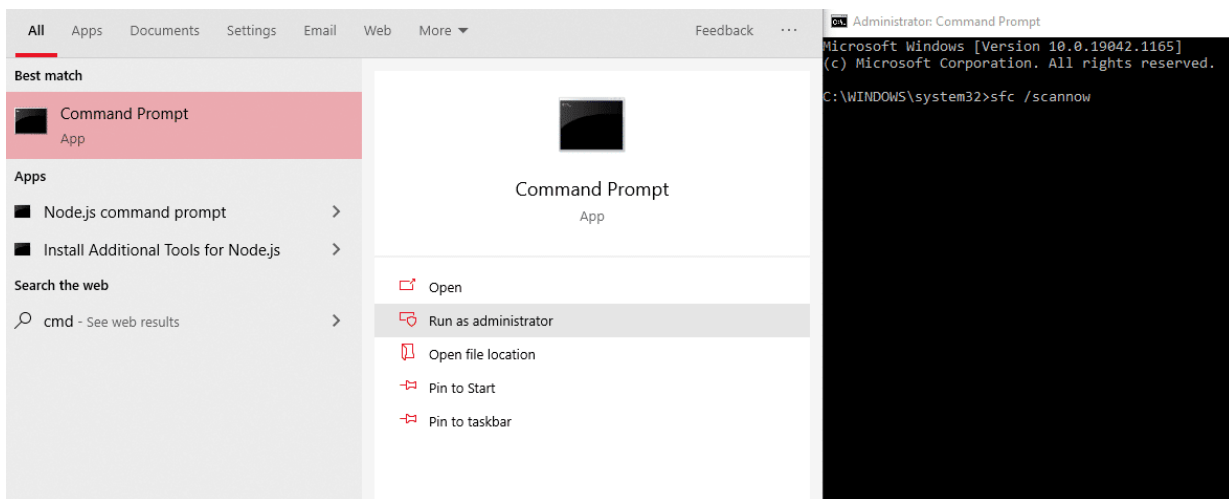 All Apps Documents Settings Email Web More Feedback ...
Best match
Command Prompt
App
Apps
Node.js command prompt
Install Additional Tools for Node.js
Search the web
cmd - See web results
Command Prompt
App
Open
Run as administrator
Open file location
Pin to Start
Pin to taskbar
Administrator: Command Prompt
Microsoft Windows [Version 10.0.19042.1165]
(c) Microsoft Corporation. All rights reserved.
C:\WINDOWS\system32>sfc /scannow